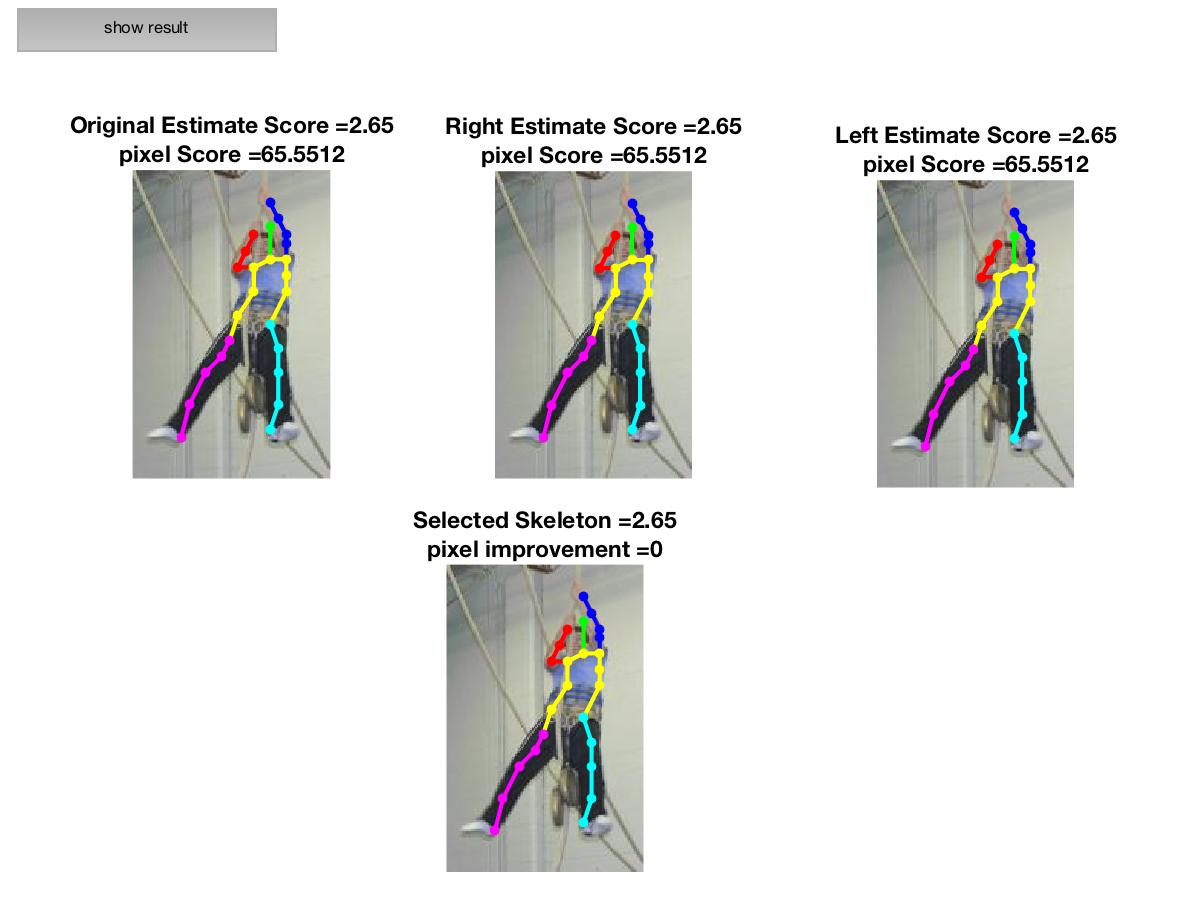 show result
Original Estimate Score =2.65
pixel Score =65.5512
Right Estimate Score =2.65
pixel Score =65.5512
Left Estimate Score =2.65
pixel Score =65.5512
Selected Skeleton =2.65
pixel improvement =0